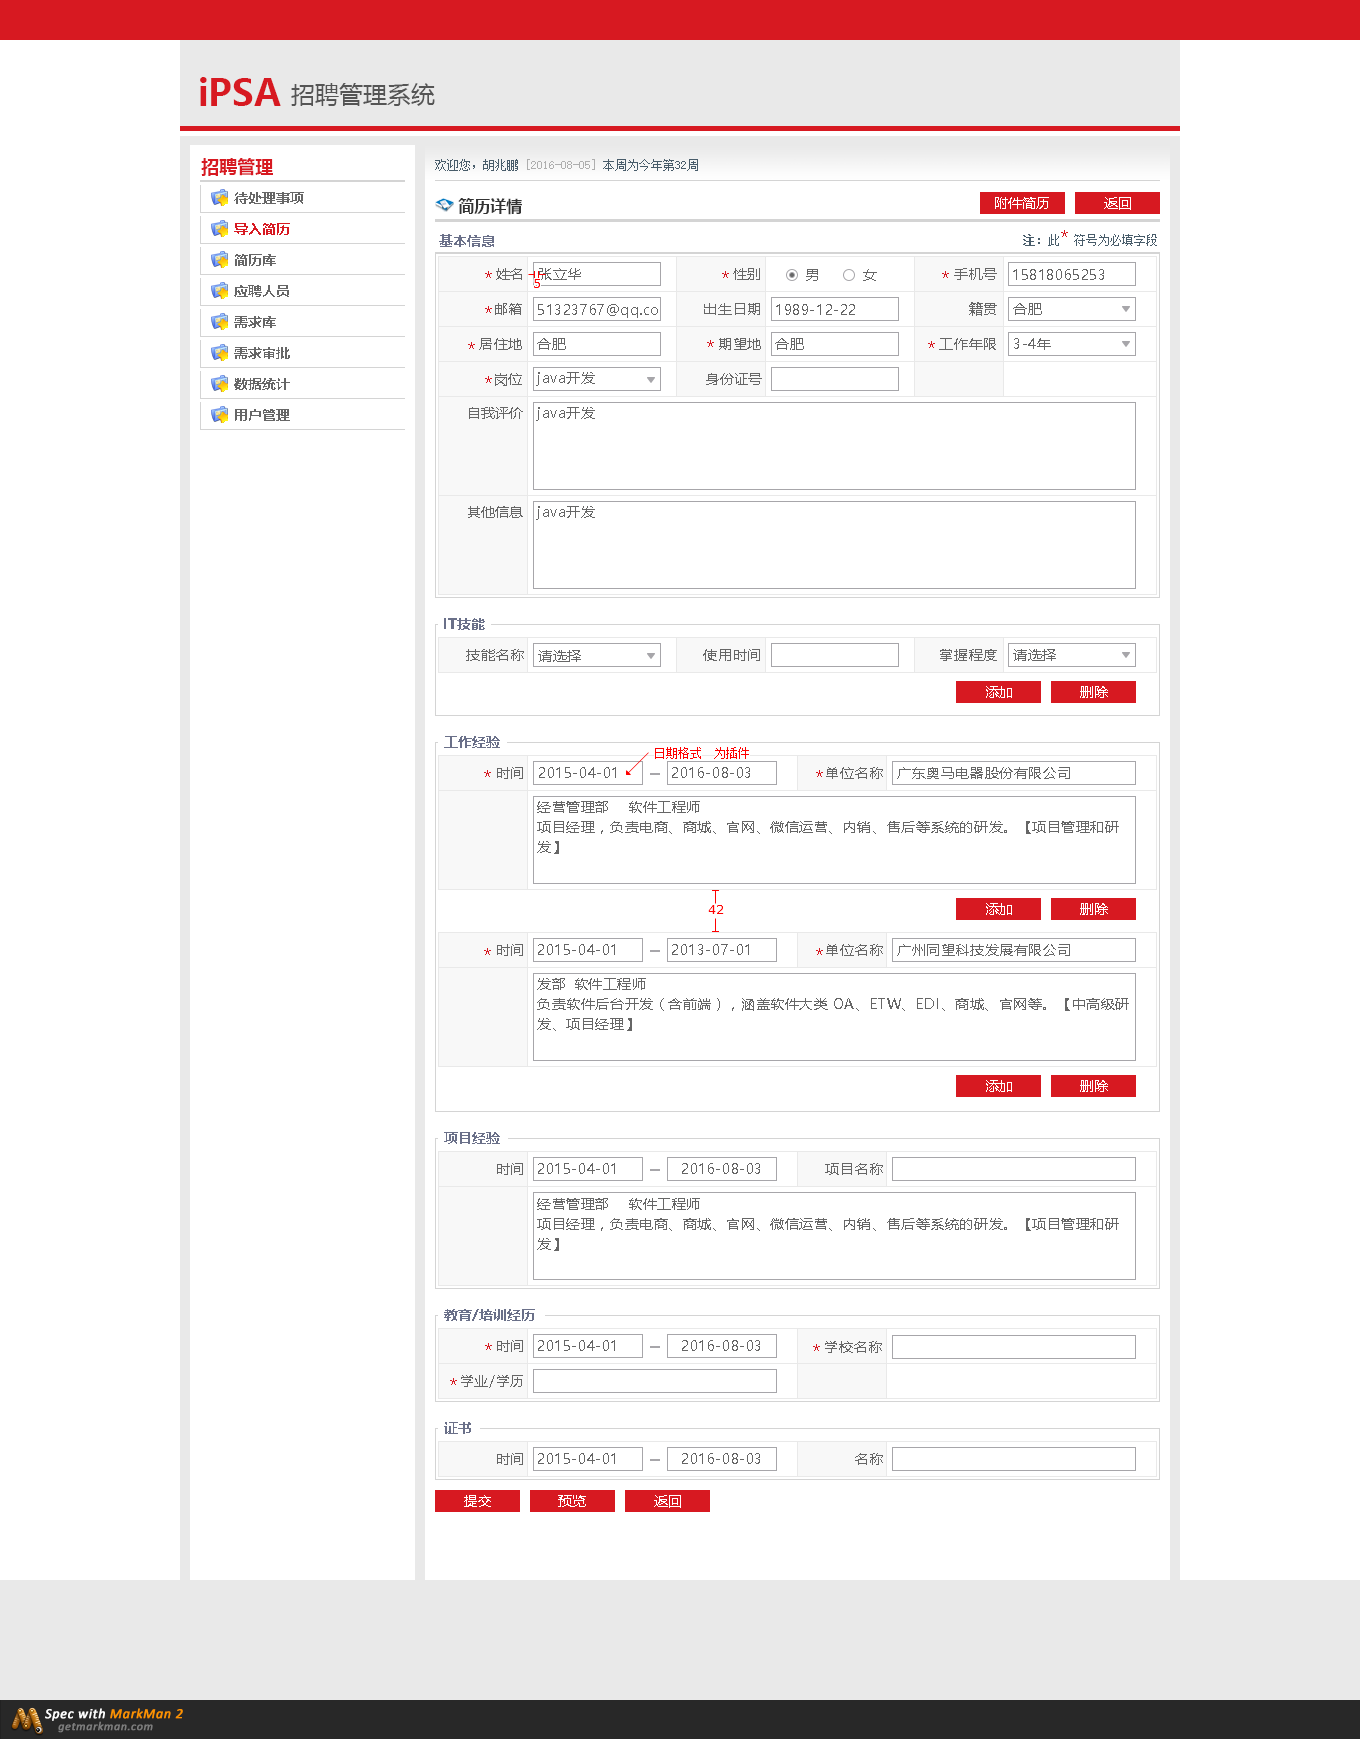 iPSA 招聘管理系统
招聘管理
待处理事项
导入简历
简历库
应聘人员
需求库
需求审批
数据统计
用户管理
欢迎您，胡兆鹏 [2016-08-05] 本周为今年第32周
简历详情 附件简历 返回
基本信息 注：此* 符号为必填字段
* 姓名 5 张立华 * 性别 男 女 * 手机号 15818065253
*邮箱 51323767@qq.co 出生日期 1989-12-22 籍贯 合肥
* 居住地 合肥 * 期望地 合肥 * 工作年限 3-4年
*岗位 java开发 身份证号
自我评价 java开发
其他信息 java开发
IT技能
技能名称 请选择 使用时间 掌握程度 请选择
添加 删除
工作经验
日期格式 为插件
* 时间 2015-04-01 — 2016-08-03 *单位名称 广东奥马电器股份有限公司
经营管理部 软件工程师
项目经理，负责电商、商城、官网、微信运营、内销、售后等系统的研发。【项目管理和研
发】
42 添加 删除
* 时间 2015-04-01 — 2013-07-01 *单位名称 广州同望科技发展有限公司
发部 软件工程师
负责软件后台开发（含前端），涵盖软件大类 OA、ETW、EDI、商城、官网等。【中高级研
发、项目经理】
添加 删除
项目经验
时间 2015-04-01 — 2016-08-03 项目名称
经营管理部 软件工程师
项目经理，负责电商、商城、官网、微信运营、内销、售后等系统的研发。【项目管理和研
发】
教育/培训经历
* 时间 2015-04-01 — 2016-08-03 * 学校名称
* 学业/学历
证书
时间 2015-04-01 — 2016-08-03 名称
提交 预览 返回
Spec with MarkMan 2
getmarkman.com